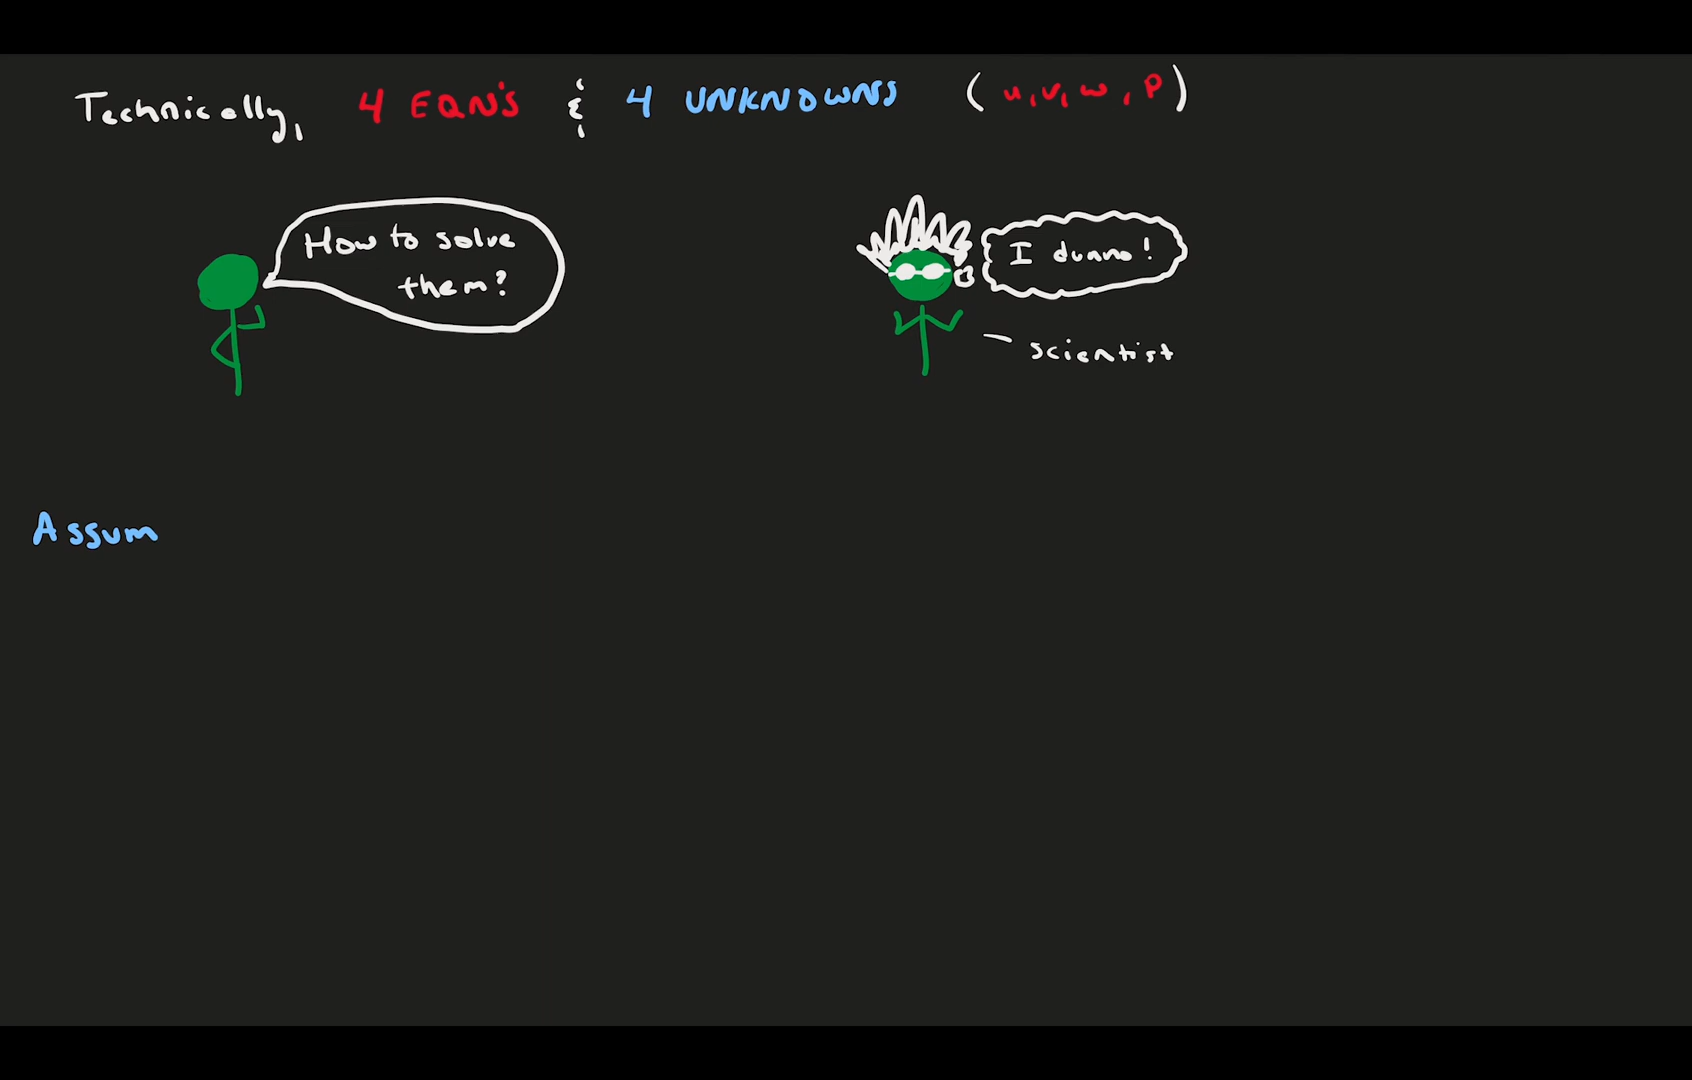 Technically, 4 EQN'S & 4 UNKNOWNS (u, v, w, P)
How to solve
them?
I dunno!
scientist
Assum